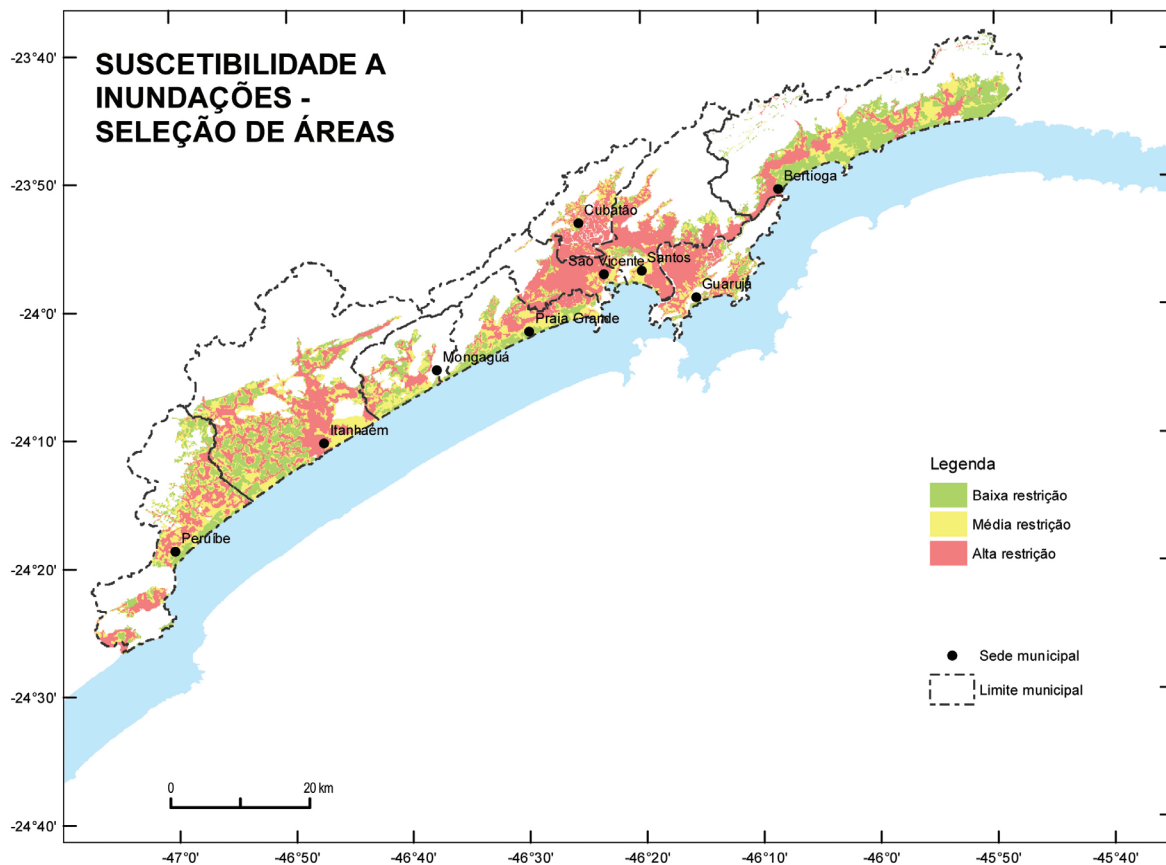 SUSCETIBILIDADE A
INUNDAÇÕES -
SELEÇÃO DE ÁREAS
-23°40'
-23°50'
-24°0'
-24°10'
-24°20'
-24°30'
-24°40'
Bertioga
Cubatão
São Vicente
Santos
Guarujá
Praia Grande
Mongaguá
Itanhaém
Peruíbe
Legenda
Baixa restrição
Média restrição
Alta restrição
Sede municipal
Limite municipal
0 20 km
-47°0' -46°50' -46°40' -46°30' -46°20' -46°10' -46°0' -45°50' -45°40'